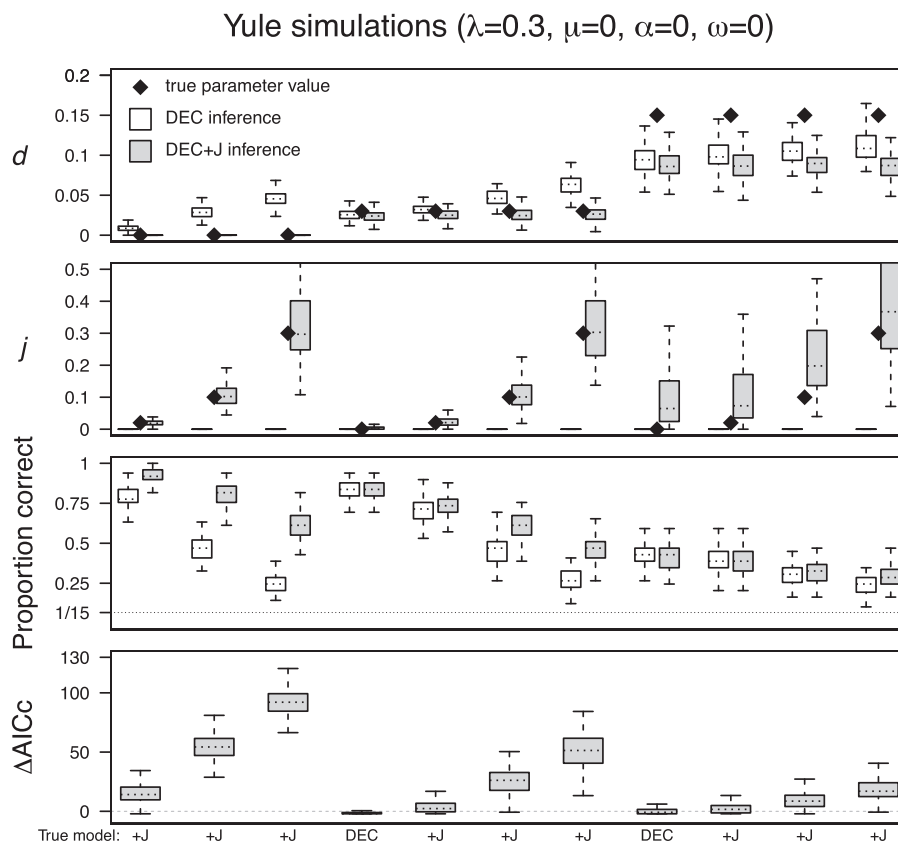 Yule simulations (λ=0.3, μ=0, α=0, ω=0)
d
0.2
0.15
0.1
0.05
0
true parameter value
DEC inference
DEC+J inference
j
0.5
0.4
0.3
0.2
0.1
0
Proportion correct
1
0.75
0.5
0.25
1/15
ΔAICc
130
100
50
0
True model: +J +J +J DEC +J +J +J DEC +J +J +J